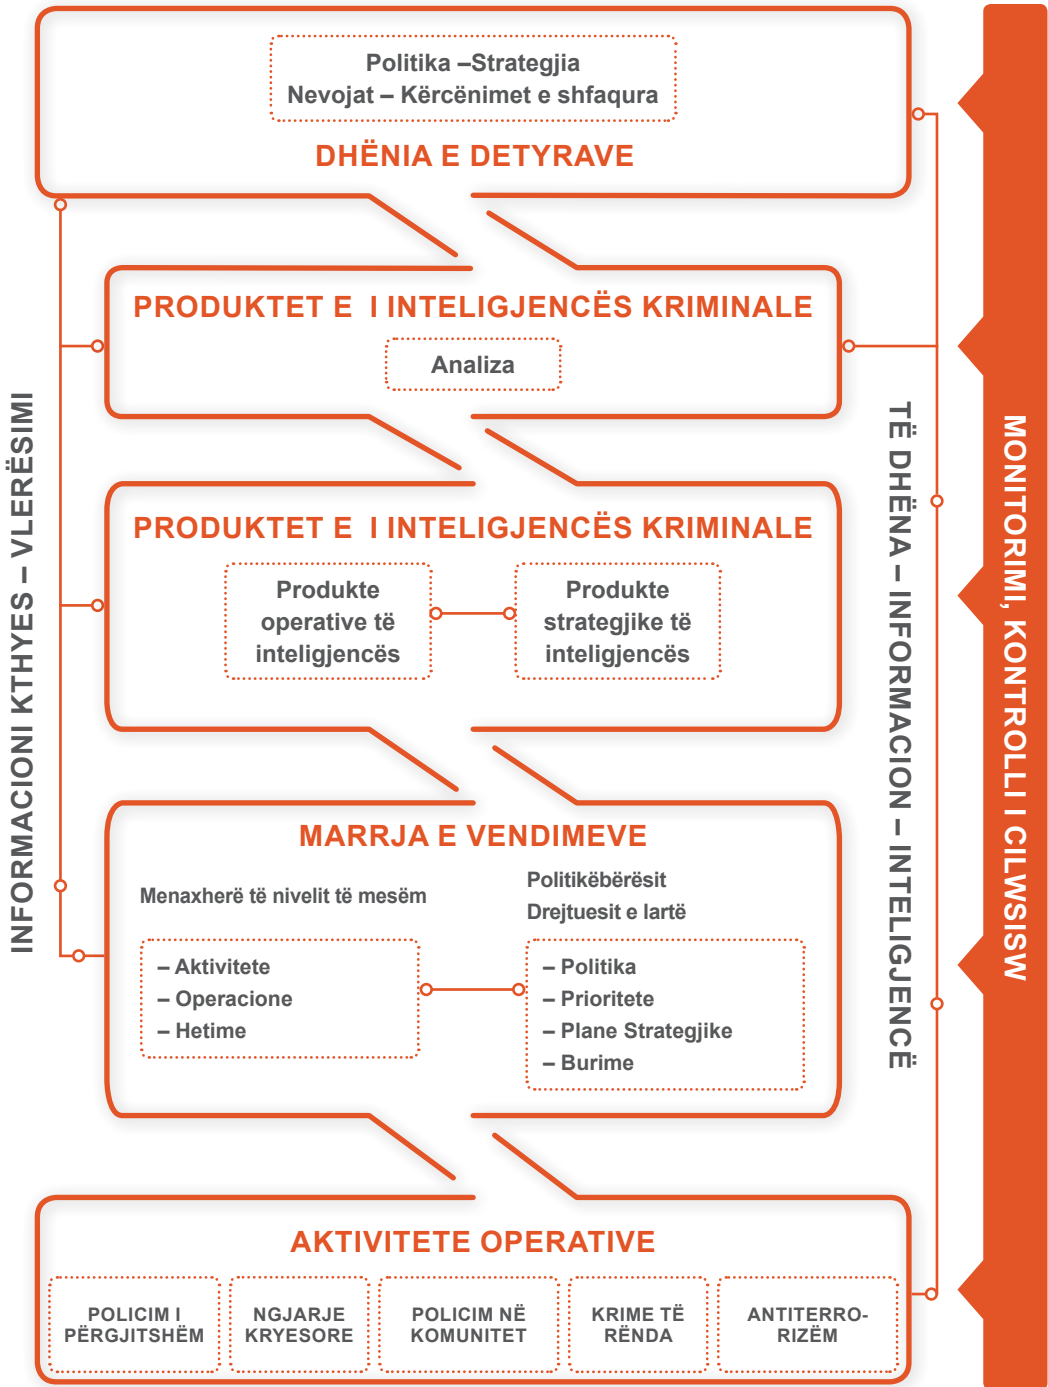 Politika –Strategjia
Nevojat – Kërcënimet e shfaqura
DHËNIA E DETYRAVE
PRODUKTET E  I INTELIGJENCËS KRIMINALE
Analiza
PRODUKTET E  I INTELIGJENCËS KRIMINALE
Produkte
operative të
inteligjencës
Produkte
strategjike të
inteligjencës
MARRJA E VENDIMEVE
Menaxherë të nivelit të mesëm
– Aktivitete
– Operacione
– Hetime
Politikëbërësit
Drejtuesit e lartë
– Politika
– Prioritete
– Plane Strategjike
– Burime
AKTIVITETE OPERATIVE
POLICIM I
PËRGJITSHËM
NGJARJE
KRYESORE
POLICIM NË
KOMUNITET
KRIME TË
RËNDA
ANTITERRO-
RIZËM
INFORMACIONI KTHYES – VLERËSIMI
TË DHËNA – INFORMACION – INTELIGJENCË
MONITORIMI, KONTROLLI I CILWSISW